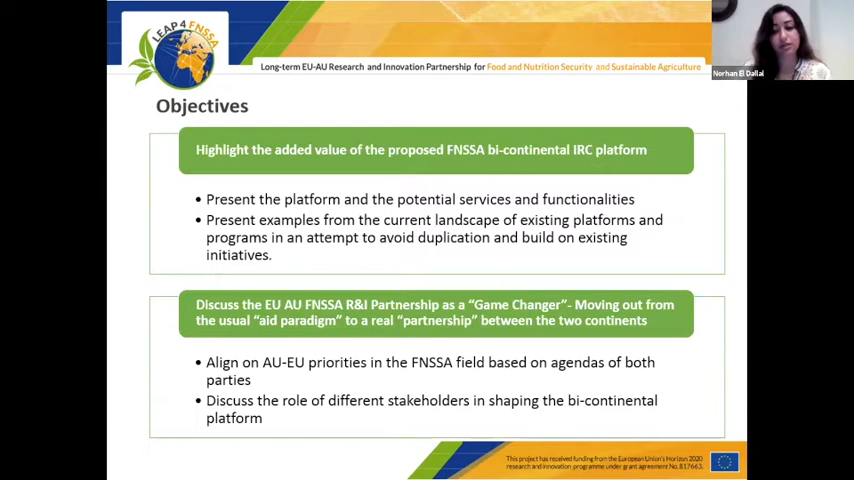 LEAP 4 FNSSA
Long-term EU-AU Research and Innovation Partnership for Food and Nutrition Security and Sustainable Agriculture
Norhan El Dallal
Objectives
Highlight the added value of the proposed FNSSA bi-continental IRC platform
• Present the platform and the potential services and functionalities
• Present examples from the current landscape of existing platforms and
programs in an attempt to avoid duplication and build on existing
initiatives.
Discuss the EU AU FNSSA R&I Partnership as a “Game Changer”- Moving out from
the usual “aid paradigm” to a real “partnership” between the two continents
• Align on AU-EU priorities in the FNSSA field based on agendas of both
parties
• Discuss the role of different stakeholders in shaping the bi-continental
platform
This project has received funding from the European Union's Horizon 2020
research and innovation programme under grant agreement No. 817663.